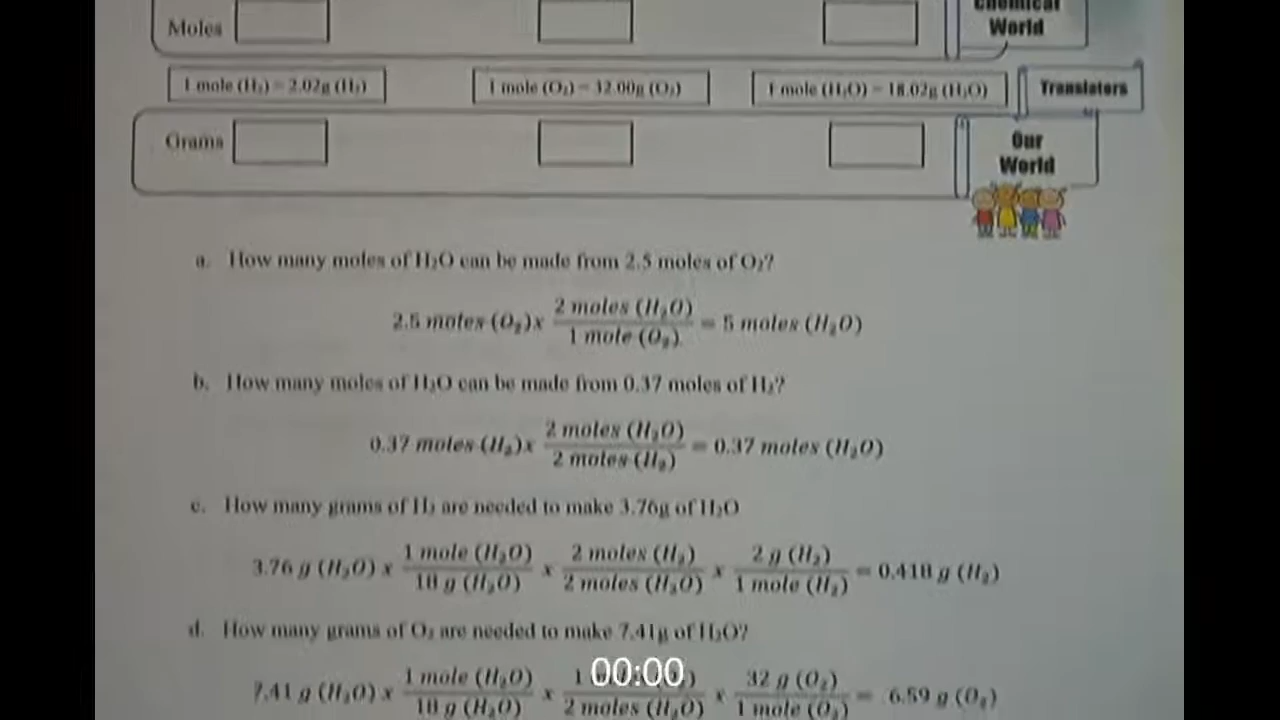 Chemical
Moles World
1 mole (H₂) = 2.02g (H₂) 1 mole (O₂) = 32.00g (O₂) 1 mole (H₂O) = 18.02g (H₂O) Translators
Grams Our
World
a. How many moles of H₂O can be made from 2.5 moles of O₂?
2.5 moles (O₂)x 2 moles (H₂O) / 1 mole (O₂) = 5 moles (H₂O)
b. How many moles of H₂O can be made from 0.37 moles of H₂?
0.37 moles (H₂)x 2 moles (H₂O) / 2 moles (H₂) = 0.37 moles (H₂O)
c. How many grams of H₂ are needed to make 3.76g of H₂O
3.76 g (H₂O) x 1 mole (H₂O) / 18 g (H₂O) x 2 moles (H₂) / 2 moles (H₂O) x 2 g (H₂) / 1 mole (H₂) = 0.418 g (H₂)
d. How many grams of O₂ are needed to make 7.41g of H₂O?
7.41 g (H₂O) x 1 mole (H₂O) / 18 g (H₂O) x 1 / 2 moles (H₂O) x 32 g (O₂) / 1 mole (O₂) = 6.59 g (O₂)
00:00